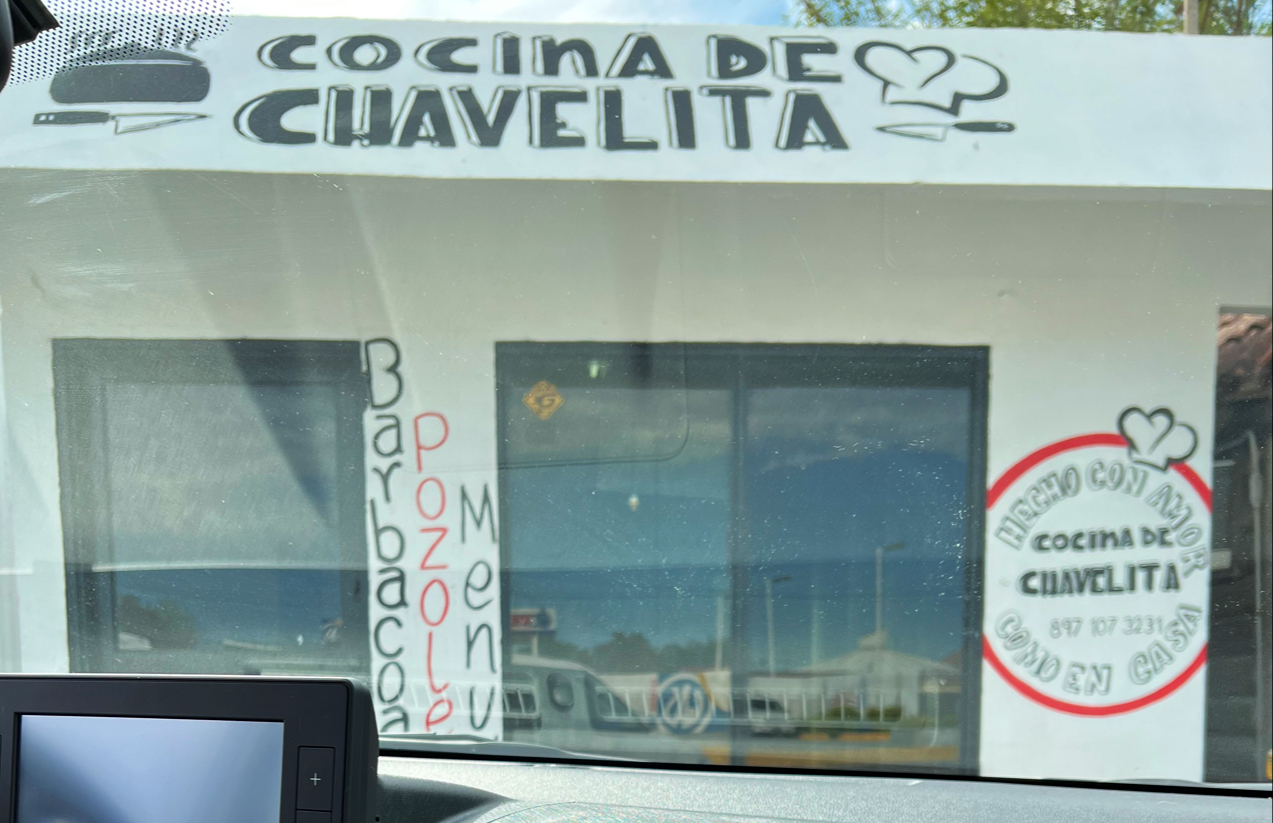 COCINA DE
CHAVELITA
Barbacoa
Pozole
Menu
G
HECHO CON AMOR
COCINA DE
CHAVELITA
897 107 3231
COMO EN CASA
+